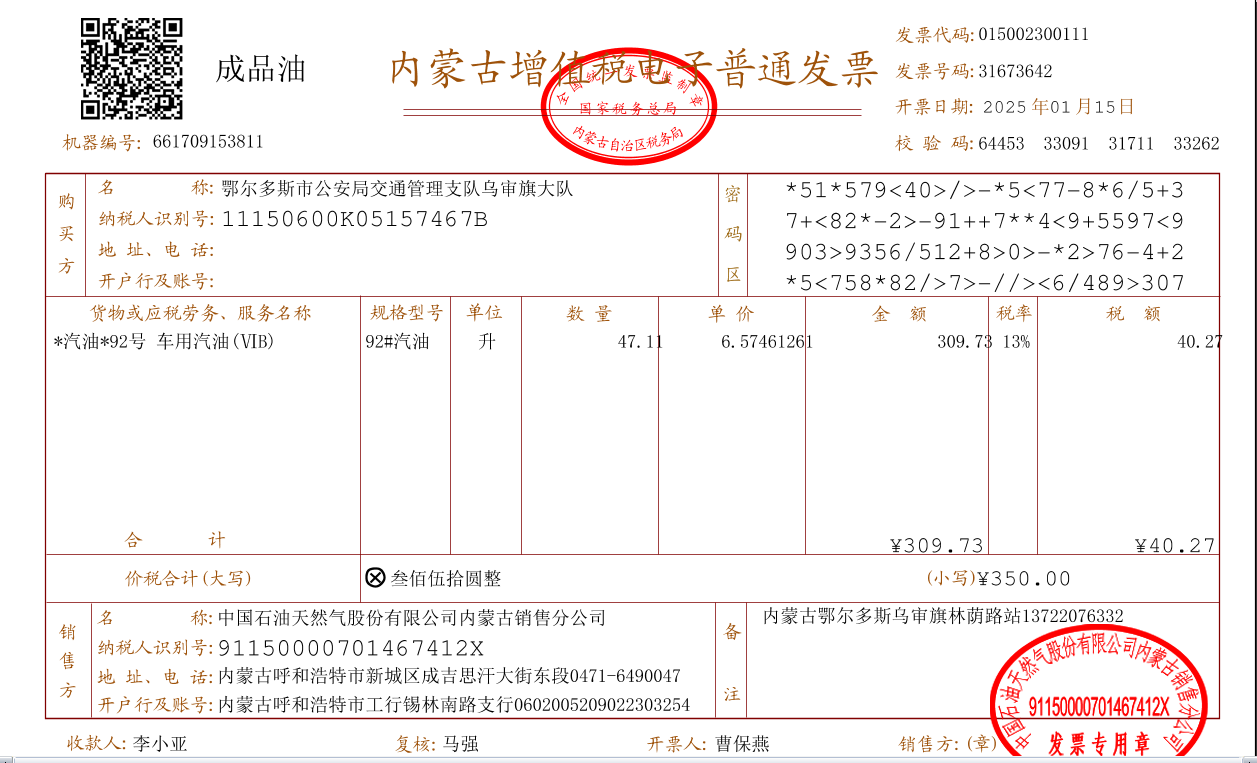 成品油
内蒙古增值税电子普通发票
全国统一发票监制章
国家税务总局
内蒙古自治区税务局
发票代码: 015002300111
发票号码: 31673642
开票日期: 2025年01月15日
校 验 码: 64453 33091 31711 33262
机器编号: 661709153811
购买方
名 称: 鄂尔多斯市公安局交通管理支队乌审旗大队
纳税人识别号: 11150600K05157467B
地 址、电 话:
开户行及账号:
密码区
*51*579<40>/>-*5<77-8*6/5+3
7+<82*-2>-91++7**4<9+5597<9
903>9356/512+8>0>-*2>76-4+2
*5<758*82/>7>-//><6/489>307
货物或应税劳务、服务名称 规格型号 单位 数 量 单 价 金 额 税率 税 额
*汽油*92号 车用汽油(VIB) 92#汽油 升 47.11 6.57461261 309.73 13% 40.27
合 计 ¥309.73 ¥40.27
价税合计(大写) ⊗叁佰伍拾圆整 (小写)¥350.00
销售方
名 称: 中国石油天然气股份有限公司内蒙古销售分公司
纳税人识别号: 91150000701467412X
地 址、电 话: 内蒙古呼和浩特市新城区成吉思汗大街东段0471-6490047
开户行及账号: 内蒙古呼和浩特市工行锡林南路支行0602005209022303254
备注
内蒙古鄂尔多斯乌审旗林荫路站13722076332
中国石油天然气股份有限公司内蒙古销售分公司
91150000701467412X
发票专用章
收款人: 李小亚 复核: 马强 开票人: 曹保燕 销售方: (章)